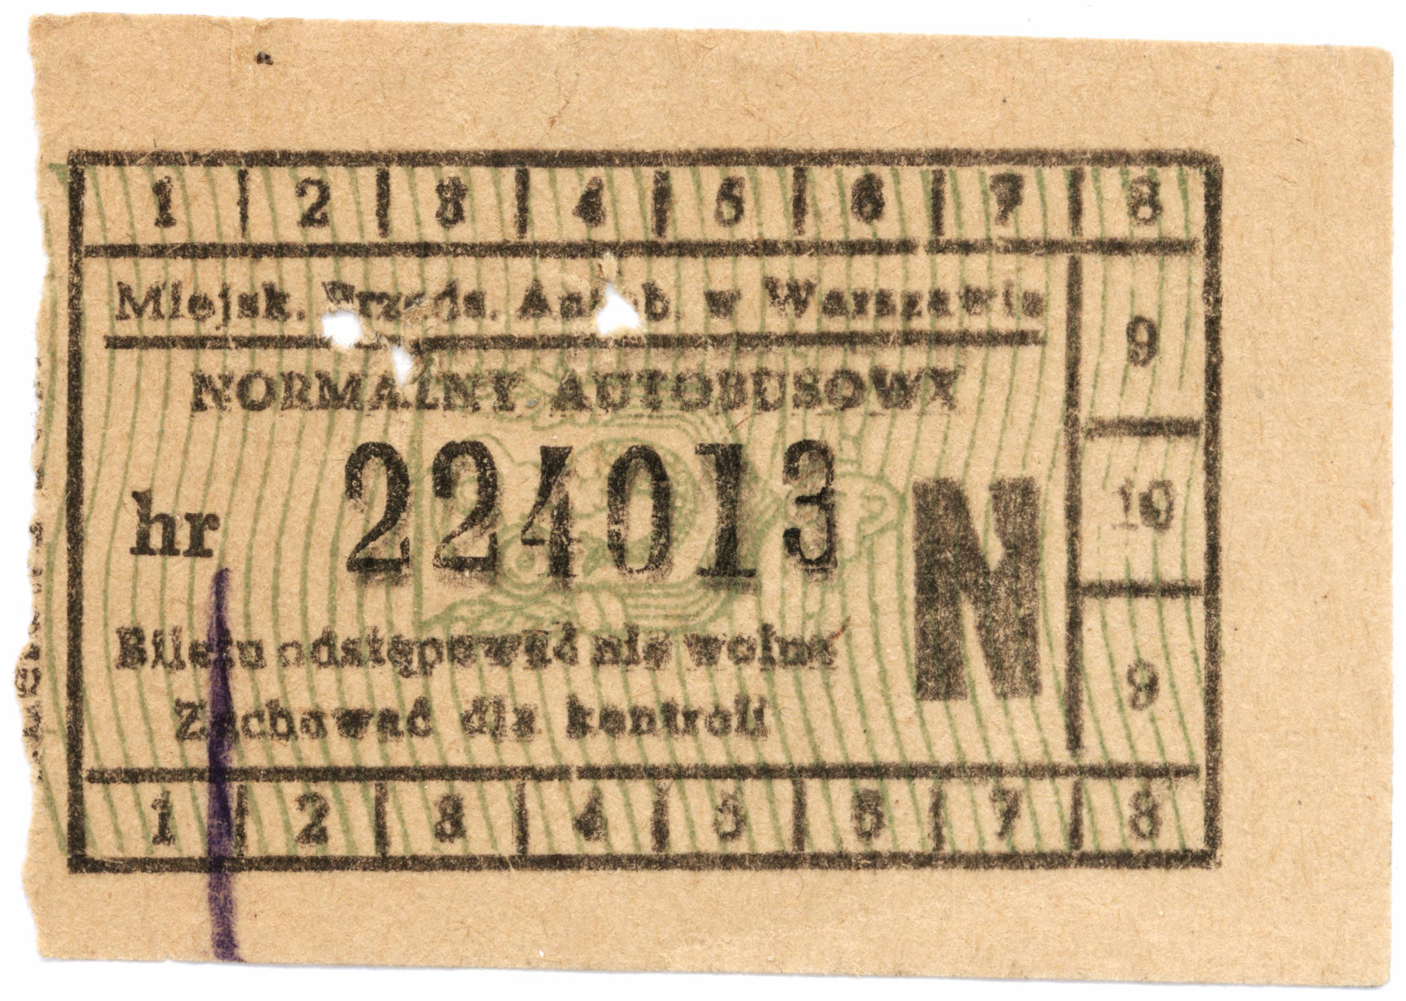 1 2 3 4 5 6 7 8
Miejsk. Przeds. Autob. w Warszawie
9
NORMALNY AUTOBUSOWY
hr 224013
N
10
Biletu odstępować nie wolno
9
Zachować dla kontroli
1 2 3 4 5 6 7 8